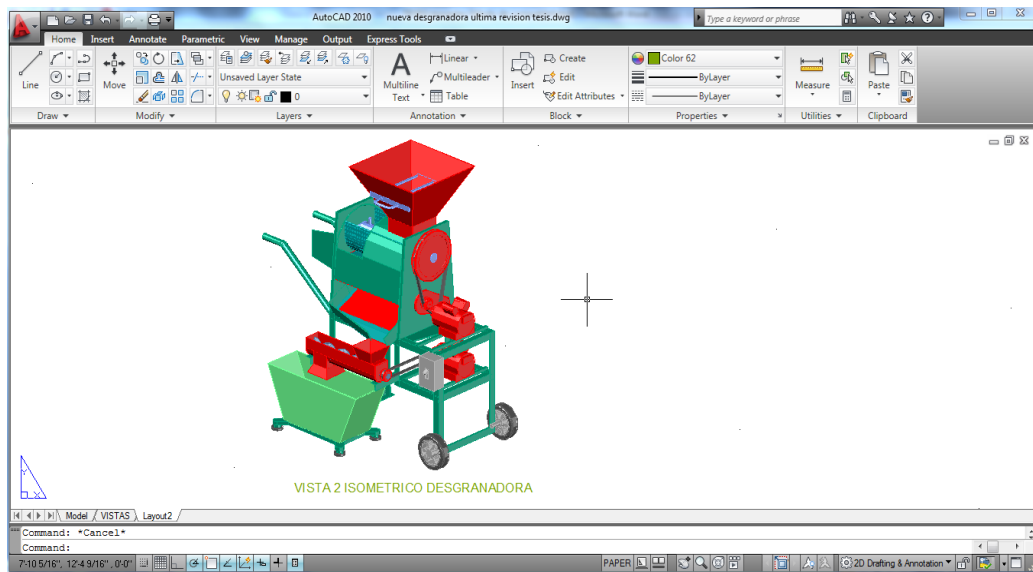 AutoCAD 2010 nueva desgranadora ultima revision tesis.dwg Type a keyword or phrase
Home Insert Annotate Parametric View Manage Output Express Tools
Line Move Unsaved Layer State 0 Multiline Text Linear Multileader Table Insert Create Edit Edit Attributes Color 62 ByLayer ByLayer Measure Paste
Draw Modify Layers Annotation Block Properties Utilities Clipboard
VISTA 2 ISOMETRICO DESGRANADORA
Y
X
Model VISTAS Layout2
Command: *Cancel*
Command:
7'-10 5/16", 12'-4 9/16", 0'-0" PAPER 2D Drafting & Annotation